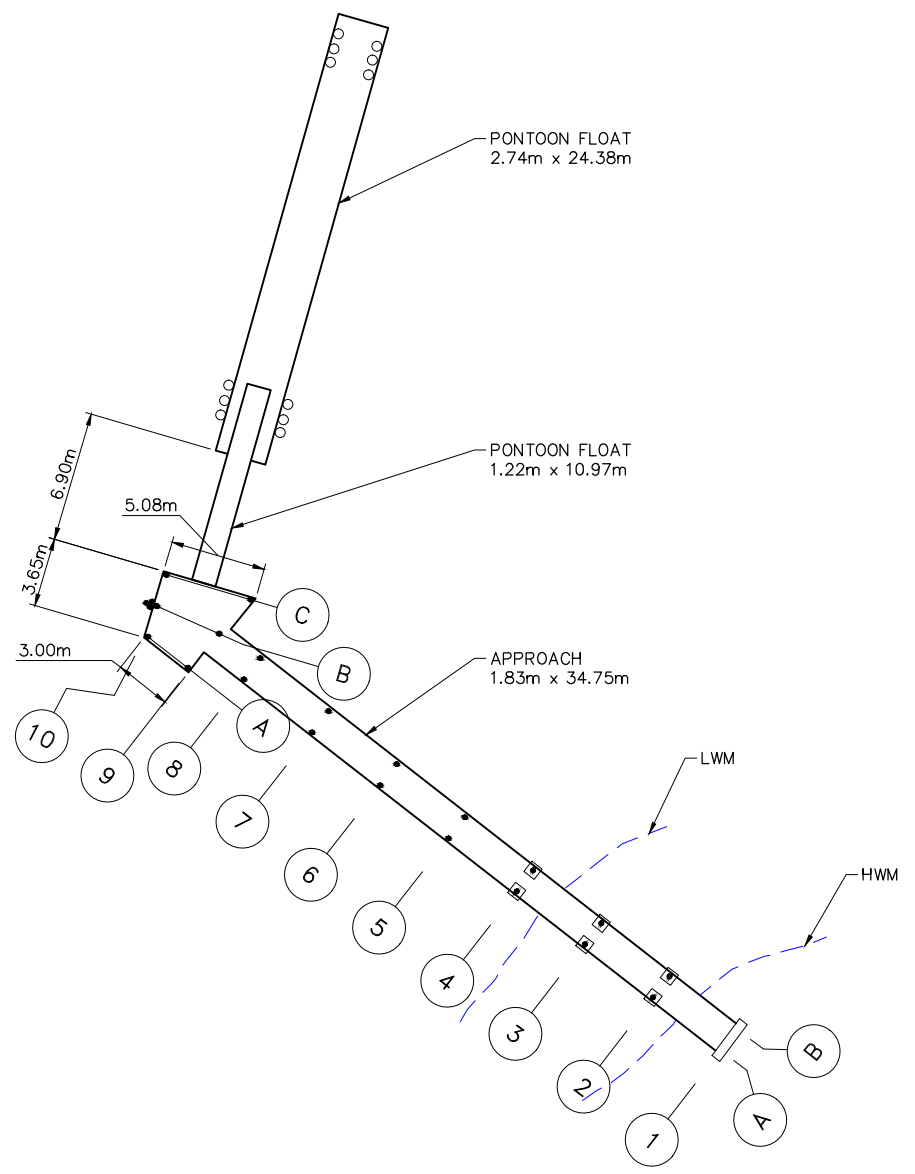 PONTOON FLOAT
2.74m x 24.38m
PONTOON FLOAT
1.22m x 10.97m
6.90m
5.08m
3.65m
3.00m
C
B
A
APPROACH
1.83m x 34.75m
LWM
HWM
10
9
8
7
6
5
4
3
2
1
A
B